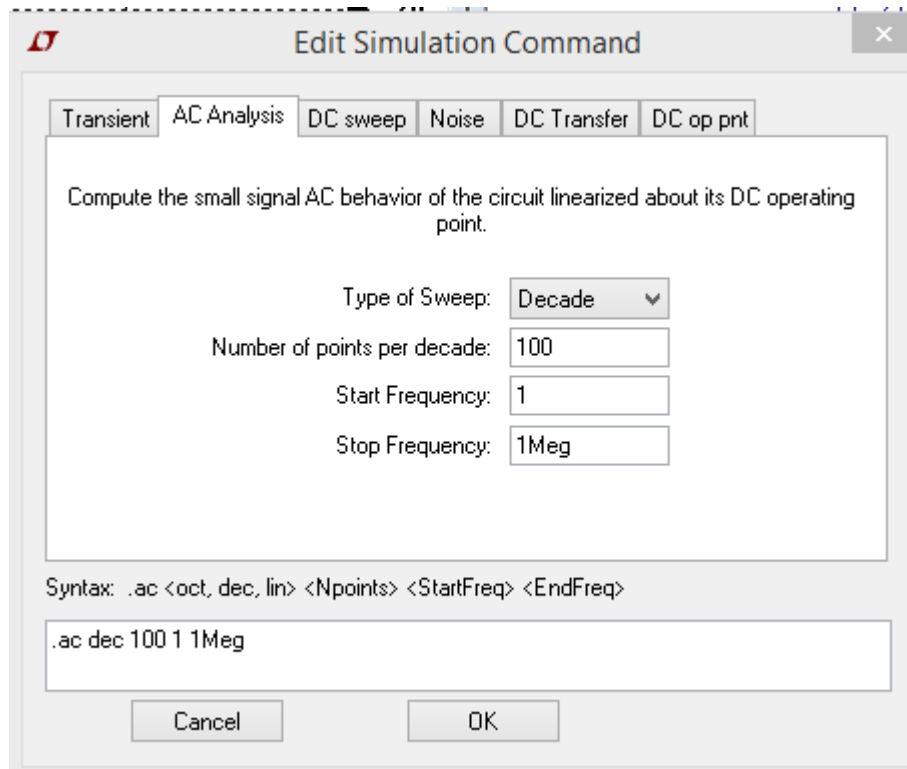 Edit Simulation Command
Transient AC Analysis DC sweep Noise DC Transfer DC op pnt
Compute the small signal AC behavior of the circuit linearized about its DC operating
point.
Type of Sweep: Decade
Number of points per decade: 100
Start Frequency: 1
Stop Frequency: 1Meg
Syntax: .ac <oct, dec, lin> <Npoints> <StartFreq> <EndFreq>
.ac dec 100 1 1Meg
Cancel OK